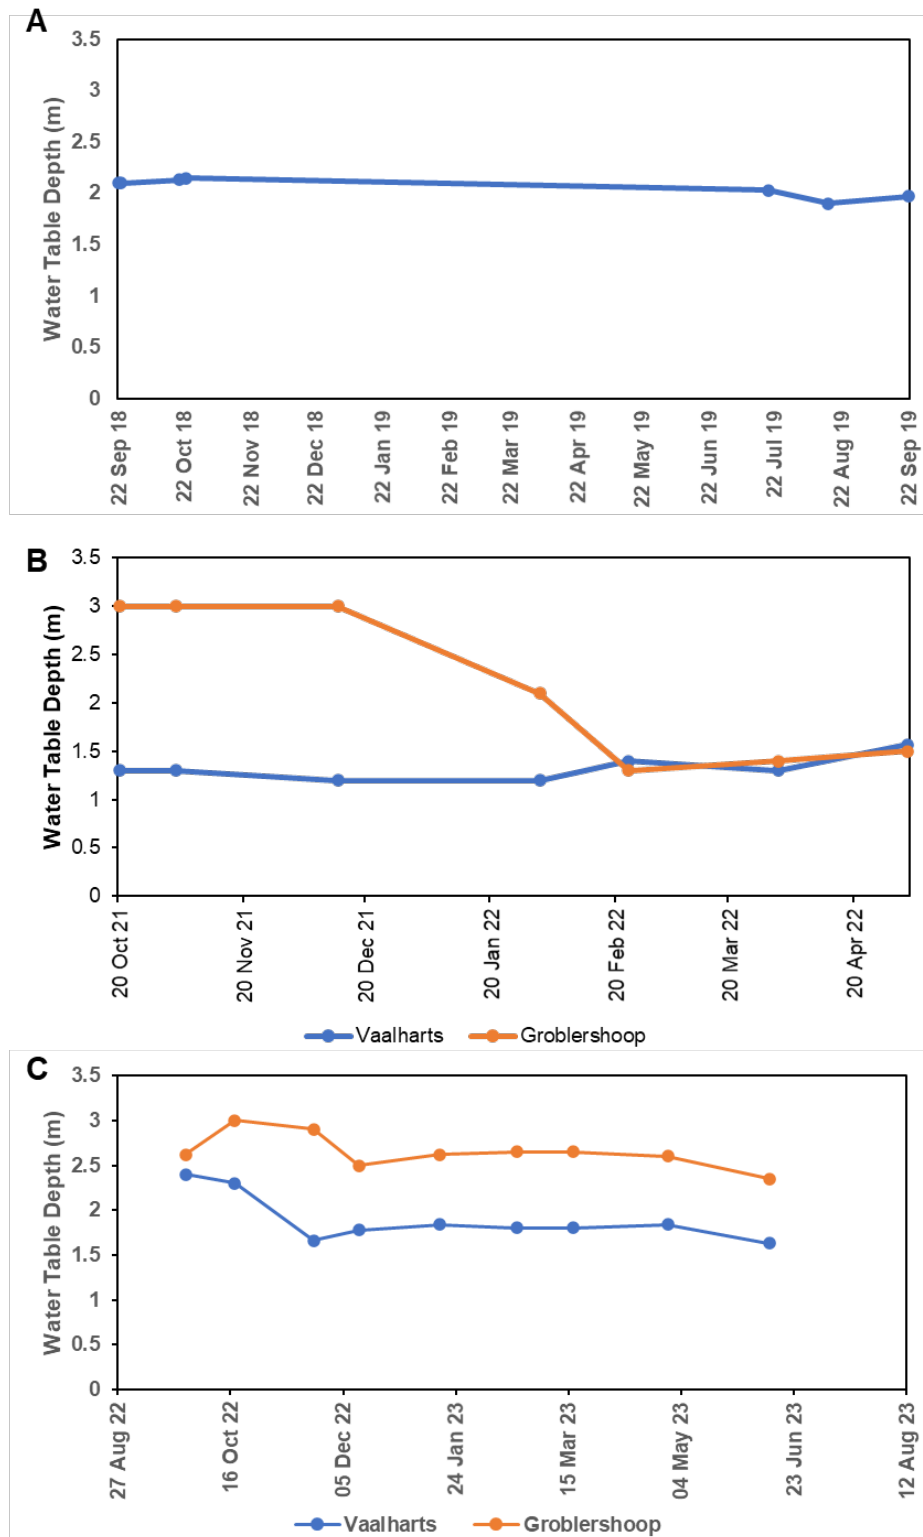 A
Water Table Depth (m)
3.5
3
2.5
2
1.5
1
0.5
0
22 Sep 18
22 Oct 18
22 Nov 18
22 Dec 18
22 Jan 19
22 Feb 19
22 Mar 19
22 Apr 19
22 May 19
22 Jun 19
22 Jul 19
22 Aug 19
22 Sep 19
B
Water Table Depth (m)
3.5
3
2.5
2
1.5
1
0.5
0
20 Oct 21
20 Nov 21
20 Dec 21
20 Jan 22
20 Feb 22
20 Mar 22
20 Apr 22
Vaalharts Groblershoop
C
Water Table Depth (m)
3.5
3
2.5
2
1.5
1
0.5
0
27 Aug 22
16 Oct 22
05 Dec 22
24 Jan 23
15 Mar 23
04 May 23
23 Jun 23
12 Aug 23
Vaalharts Groblershoop